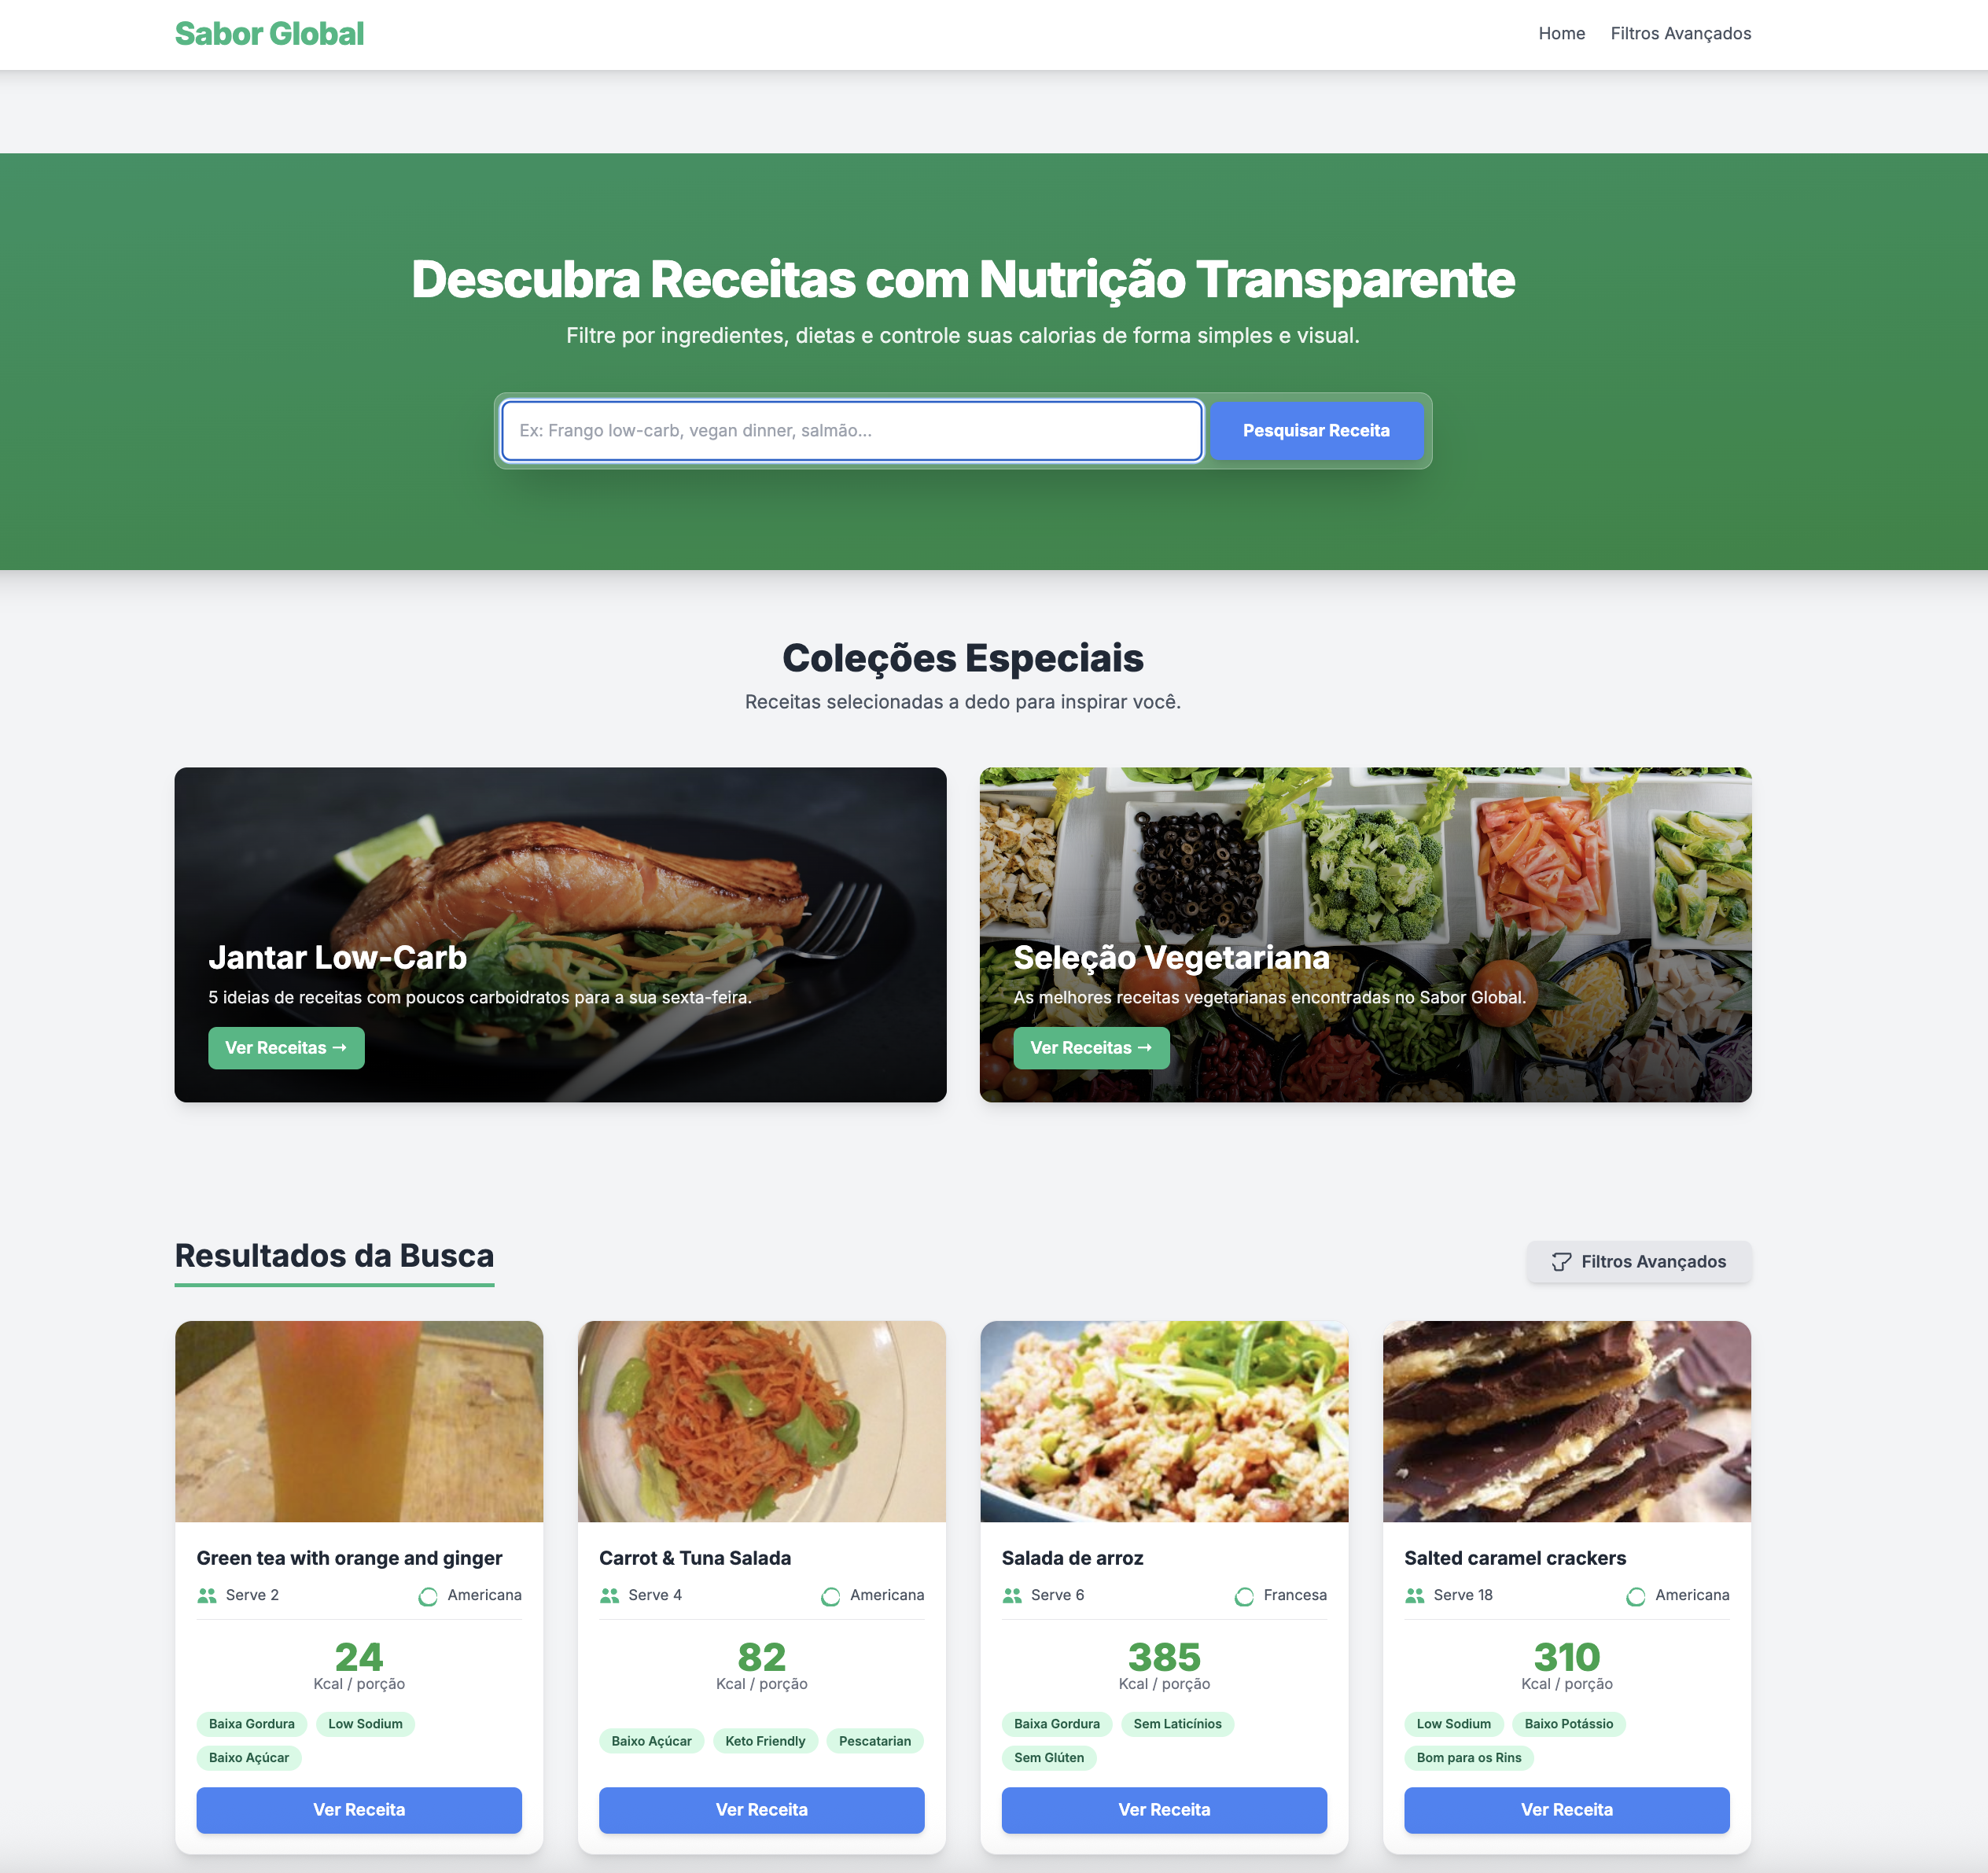 Sabor Global
Home
Filtros Avançados
Descubra Receitas com Nutrição Transparente
Filtre por ingredientes, dietas e controle suas calorias de forma simples e visual.
Ex: Frango low-carb, vegan dinner, salmão...
Pesquisar Receita
Coleções Especiais
Receitas selecionadas a dedo para inspirar você.
Jantar Low-Carb
5 ideias de receitas com poucos carboidratos para a sua sexta-feira.
Ver Receitas →
Seleção Vegetariana
As melhores receitas vegetarianas encontradas no Sabor Global.
Ver Receitas →
Resultados da Busca
Filtros Avançados
Green tea with orange and ginger
Serve 2
Americana
24
Kcal / porção
Baixa Gordura
Low Sodium
Baixo Açúcar
Ver Receita
Carrot & Tuna Salada
Serve 4
Americana
82
Kcal / porção
Baixo Açúcar
Keto Friendly
Pescatarian
Ver Receita
Salada de arroz
Serve 6
Francesa
385
Kcal / porção
Baixa Gordura
Sem Laticínios
Sem Glúten
Ver Receita
Salted caramel crackers
Serve 18
Americana
310
Kcal / porção
Low Sodium
Baixo Potássio
Bom para os Rins
Ver Receita